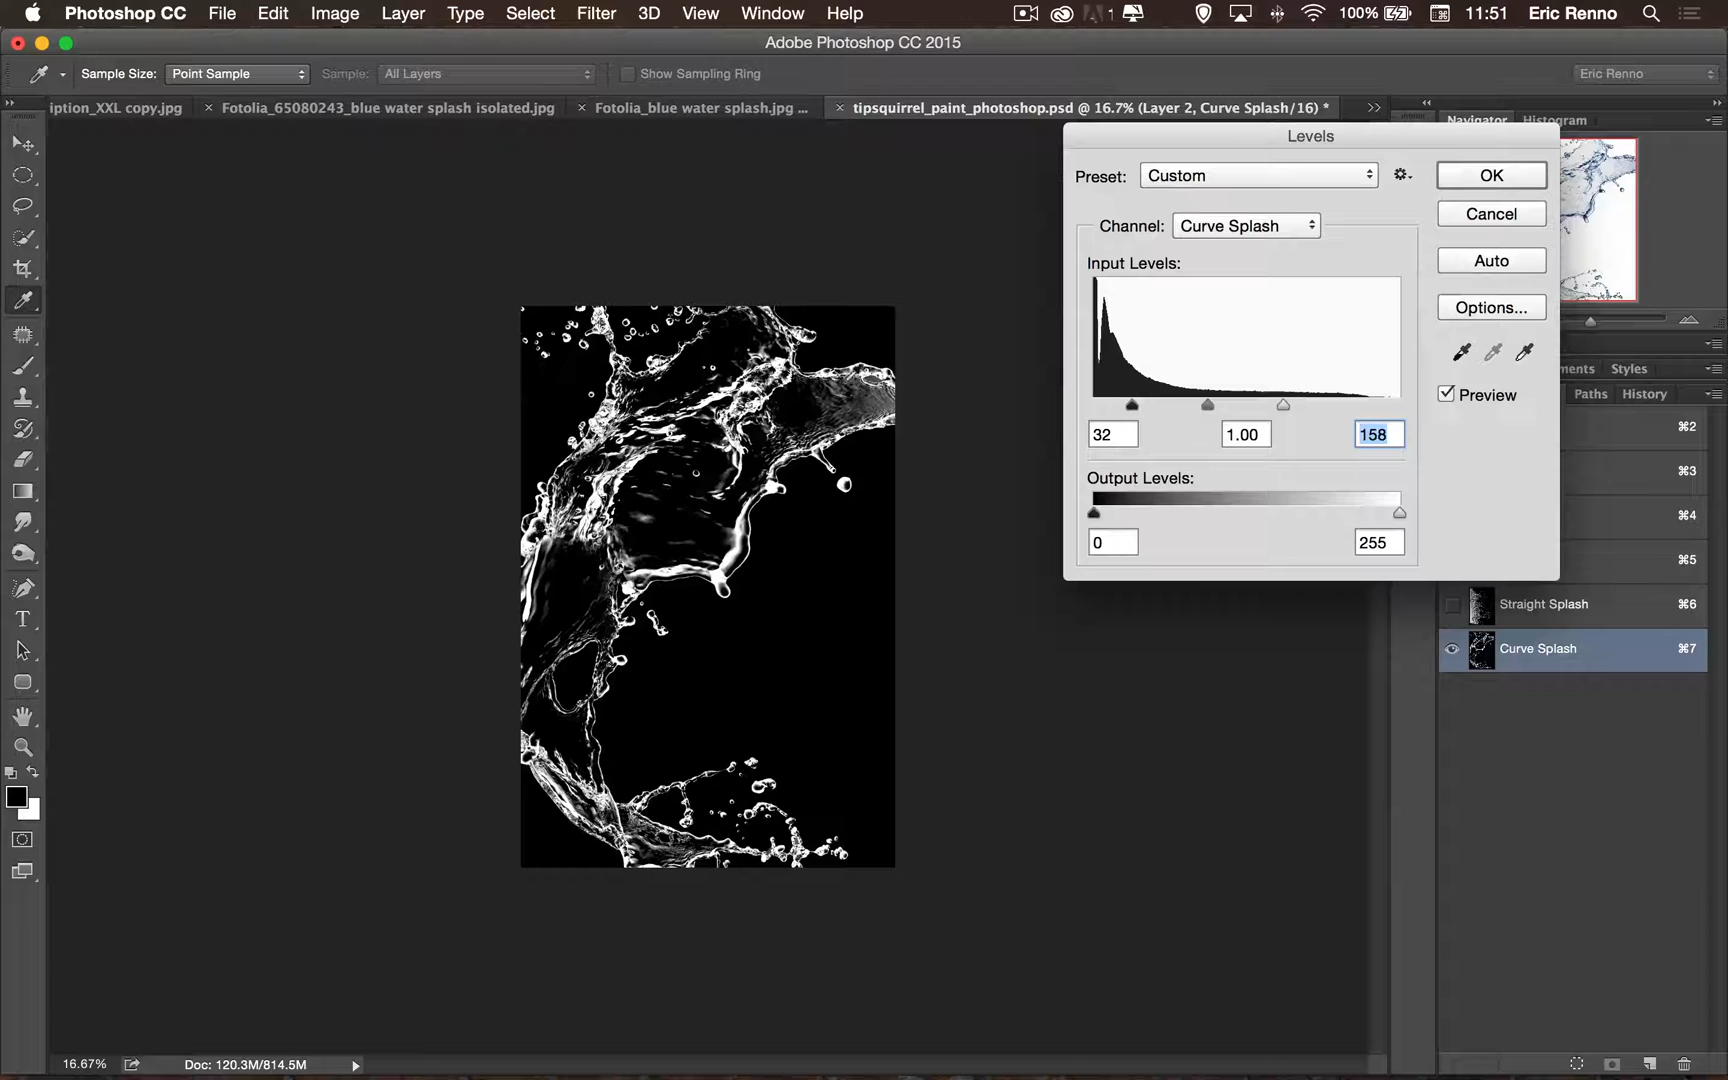 Photoshop CC File Edit Image Layer Type Select Filter 3D View Window Help 1 100% 11:51 Eric Renno
Adobe Photoshop CC 2015
Sample Size: Point Sample Sample: All Layers Show Sampling Ring Eric Renno
iption_XXL copy.jpg × Fotolia_65080243_blue water splash isolated.jpg × Fotolia_blue water splash.jpg ... × tipsquirrel_paint_photoshop.psd @ 16.7% (Layer 2, Curve Splash/16) *
Navigator Histogram
Levels
Preset: Custom OK
Cancel
Channel: Curve Splash
Input Levels: Auto
Options...
Preview
32 1.00 158
Output Levels:
0 255
ments Styles
Paths History
⌘2
⌘3
⌘4
⌘5
Straight Splash ⌘6
Curve Splash ⌘7
16.67% Doc: 120.3M/814.5M